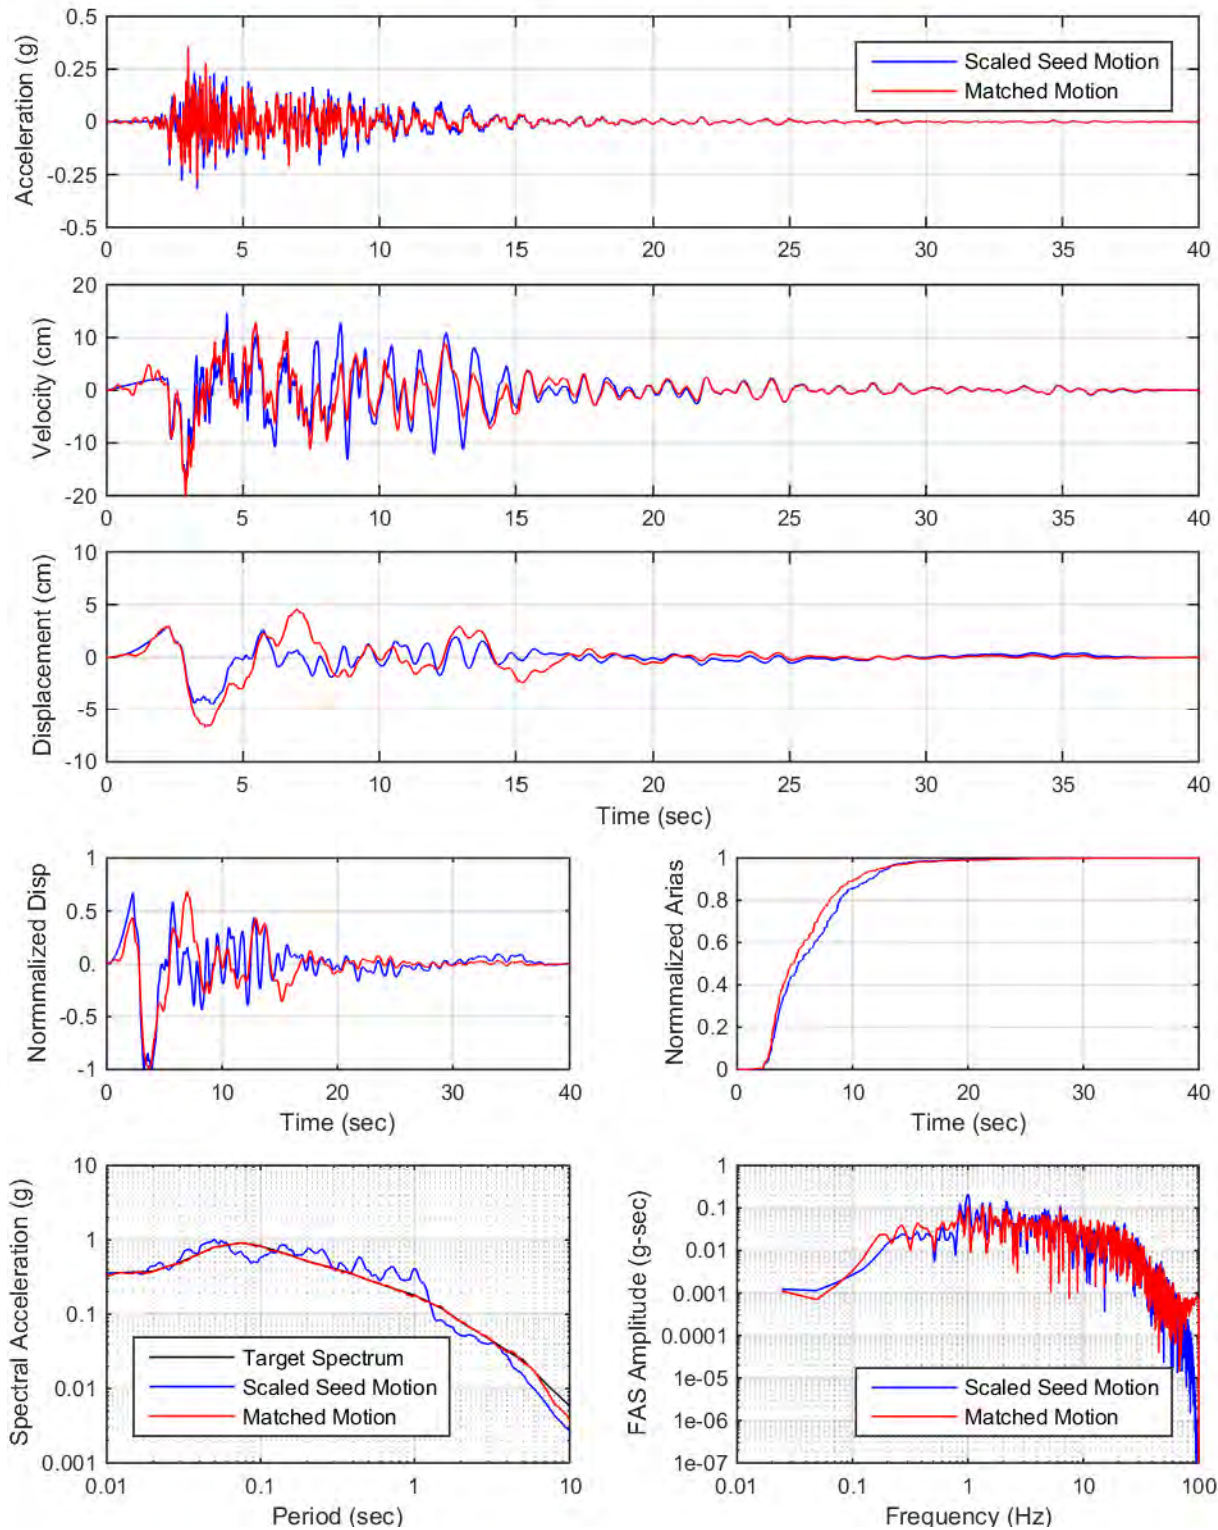 0.5
0.25
0
-0.25
-0.5
Acceleration (g)
Scaled Seed Motion
Matched Motion
0 5 10 15 20 25 30 35 40
20
10
0
-10
-20
Velocity (cm)
0 5 10 15 20 25 30 35 40
10
5
0
-5
-10
Displacement (cm)
0 5 10 15 20 25 30 35 40
Time (sec)
1
0.5
0
-0.5
-1
Normalized Disp
0 10 20 30 40
Time (sec)
1
0.8
0.6
0.4
0.2
0
Normmalized Arias
0 10 20 30 40
Time (sec)
10
1
0.1
0.01
0.001
Spectral Acceleration (g)
Target Spectrum
Scaled Seed Motion
Matched Motion
0.01 0.1 1 10
Period (sec)
1
0.1
0.01
0.001
0.0001
1e-05
1e-06
1e-07
FAS Amplitude (g-sec)
Scaled Seed Motion
Matched Motion
0.01 0.1 1 10 100
Frequency (Hz)